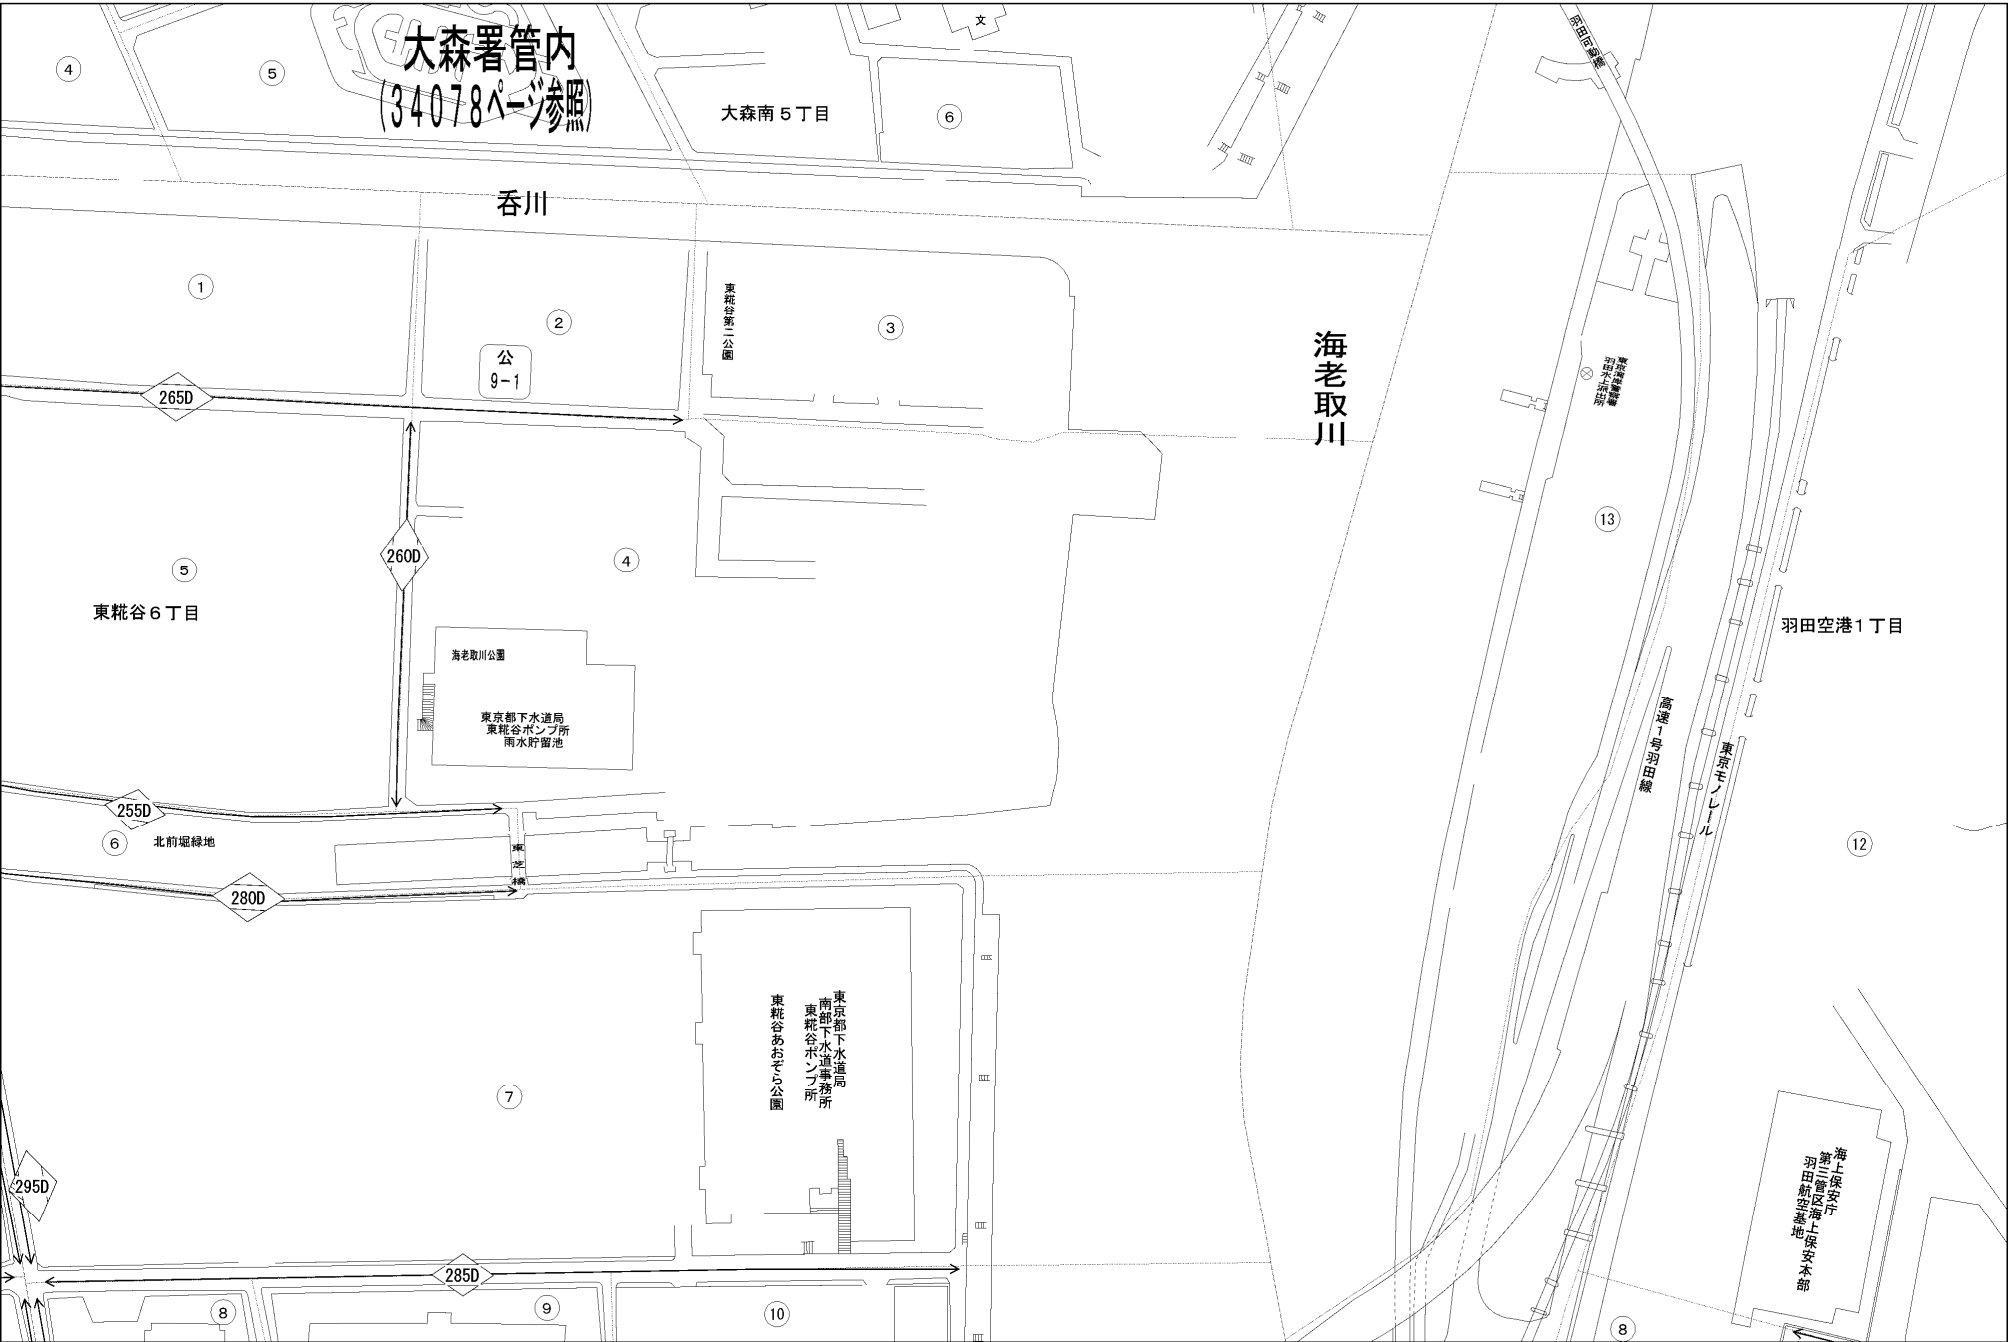 大森署管内
(34078ページ参照)
④
⑤
文
大森南5丁目
⑥
羽田可動橋
呑川
①
②
公
9-1
東糀谷第二公園
③
海老取川
東京湾岸警察署
羽田水上派出所
265D
260D
⑤
東糀谷6丁目
④
⑬
羽田空港1丁目
海老取川公園
東京都下水道局
東糀谷ポンプ所
雨水貯留池
高速1号羽田線
東京モノレール
255D
⑥
北前堀緑地
東芝橋
⑫
280D
東京都下水道局
南部下水道事務所
東糀谷ポンプ所
東糀谷あおぞら公園
⑦
295D
海上保安庁
第三管区海上保安本部
羽田航空基地
285D
⑧
⑨
⑩
⑧